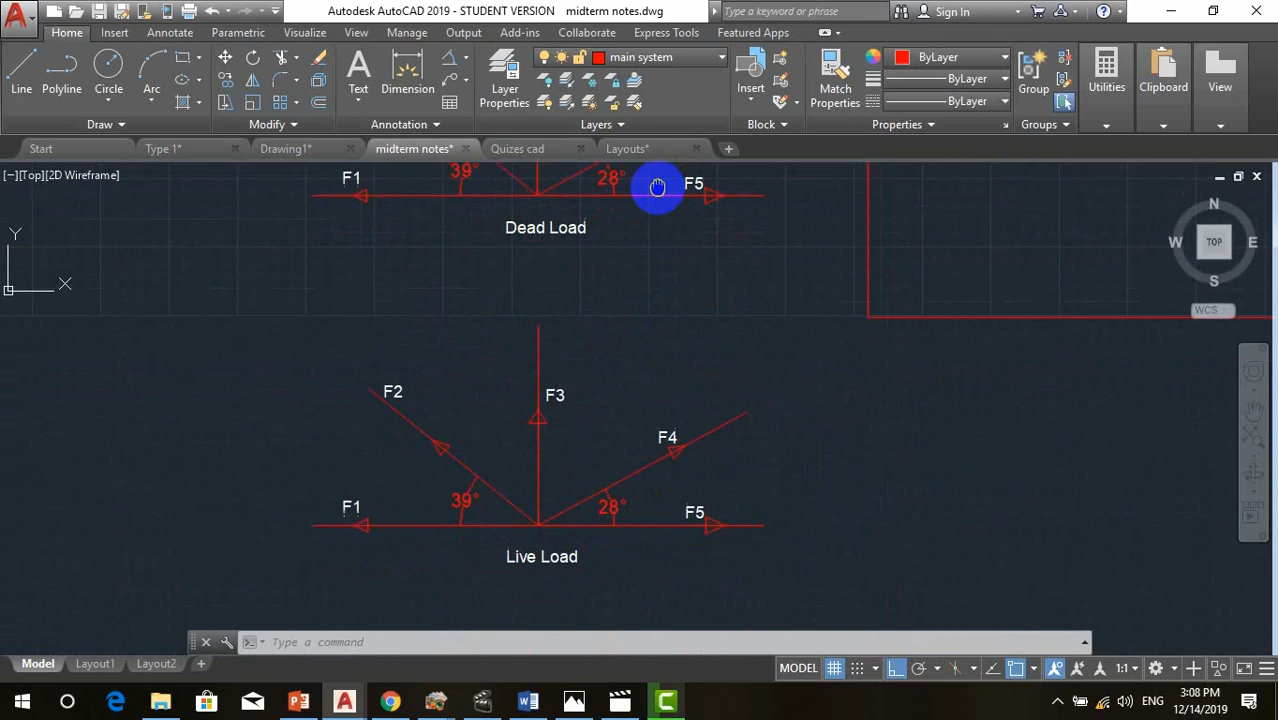 Autodesk AutoCAD 2019 - STUDENT VERSION midterm notes.dwg
Type a keyword or phrase
Sign In
Home Insert Annotate Parametric Visualize View Manage Output Add-ins Collaborate Express Tools Featured Apps
Line Polyline Circle Arc
Text Dimension
Layer Properties
main system
Insert
Match Properties
ByLayer
ByLayer
ByLayer
Group
Utilities
Clipboard
View
Draw Modify Annotation Layers Block Properties Groups
Start Type 1* Drawing1* midterm notes* Quizes cad Layouts*
[−][Top][2D Wireframe]
F1 39° 28° F5
Dead Load
N
W TOP E
S
WCS
Y
X
F2 F3
F4
F1 39° 28° F5
Live Load
Type a command
Model Layout1 Layout2
MODEL 1:1
ENG
3:08 PM
12/14/2019